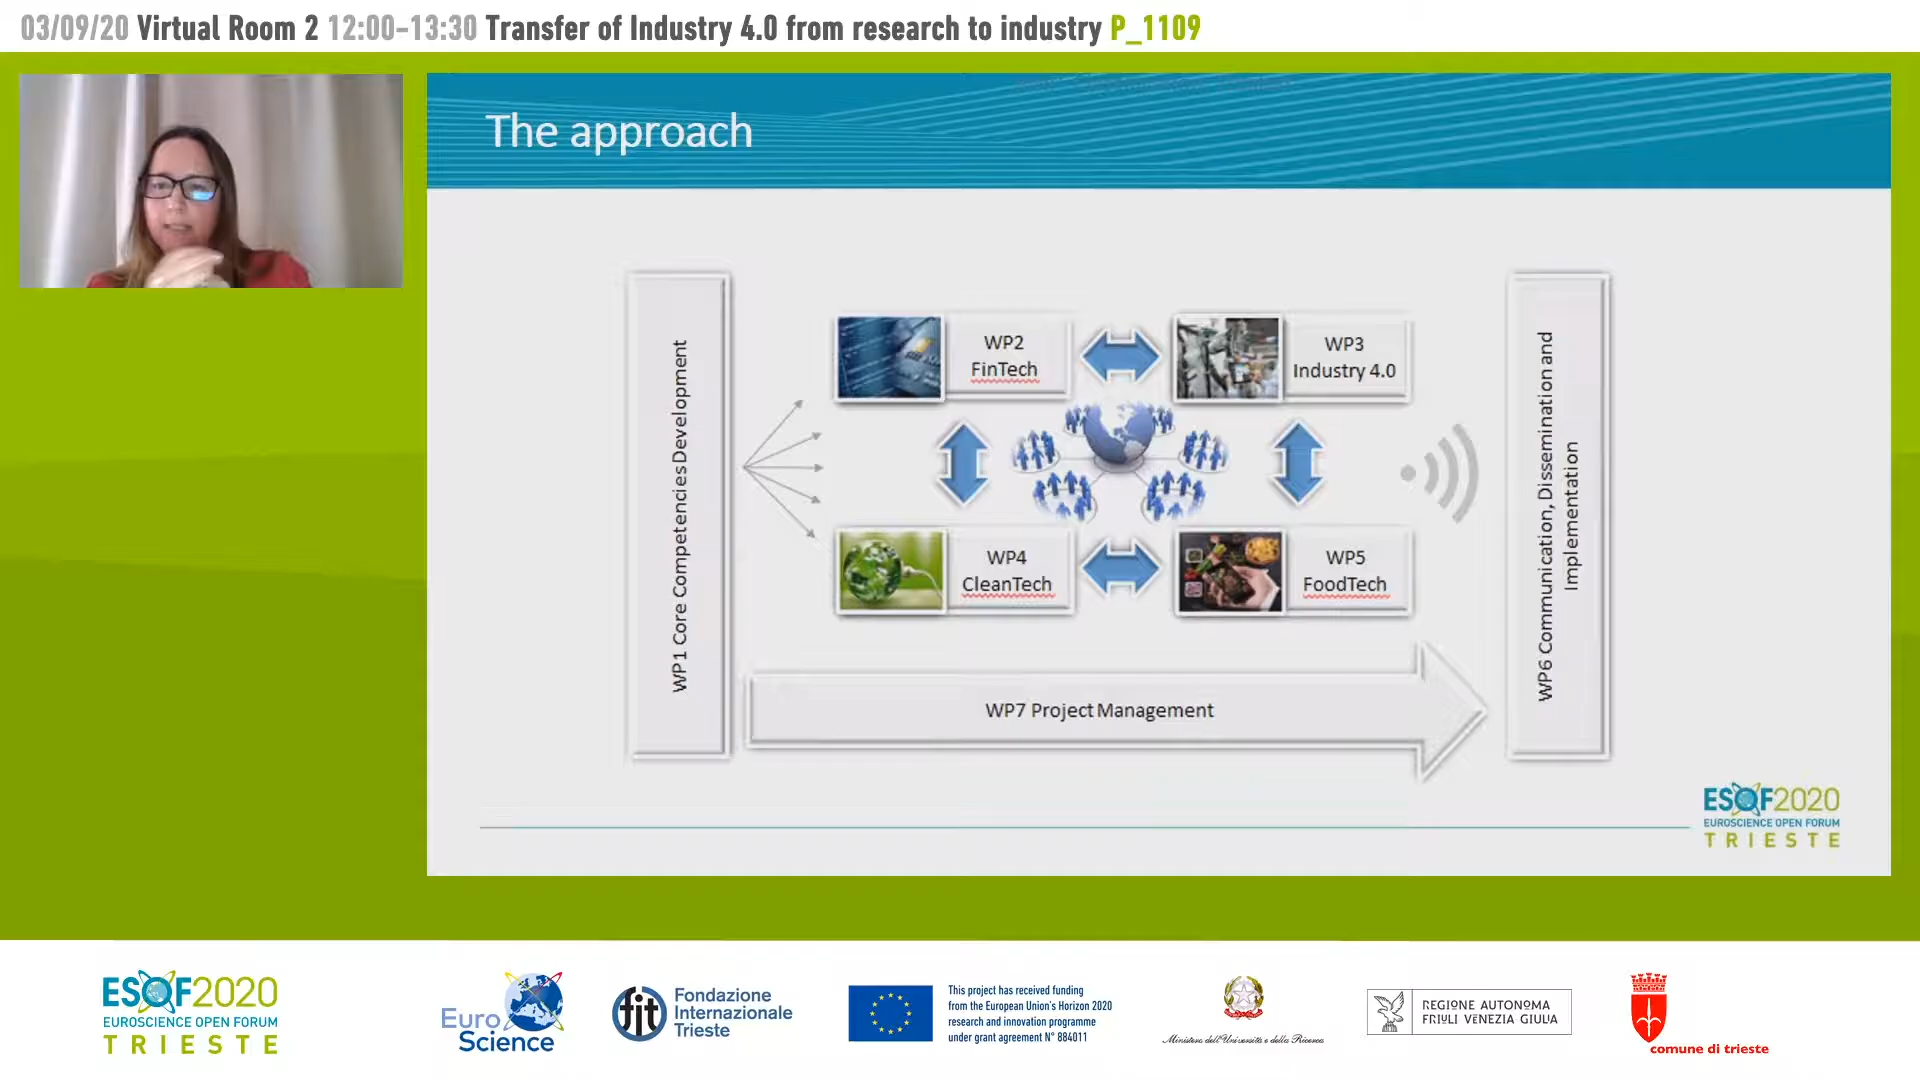 03/09/20 Virtual Room 2 12:00-13:30 Transfer of Industry 4.0 from research to industry P_1109
The approach
WP1 Core Competencies Development
WP2
FinTech
WP3
Industry 4.0
WP4
CleanTech
WP5
FoodTech
WP6 Communication, Dissemination and
Implementation
WP7 Project Management
ESOF2020
EUROSCIENCE OPEN FORUM
TRIESTE
ESOF2020
EUROSCIENCE OPEN FORUM
TRIESTE
Euro
Science
fit
Fondazione
Internazionale
Trieste
This project has received funding
from the European Union's Horizon 2020
research and innovation programme
under grant agreement N° 884011
Ministero dell'Università e della Ricerca
REGIONE AUTONOMA
FRIULI VENEZIA GIULIA
comune di trieste